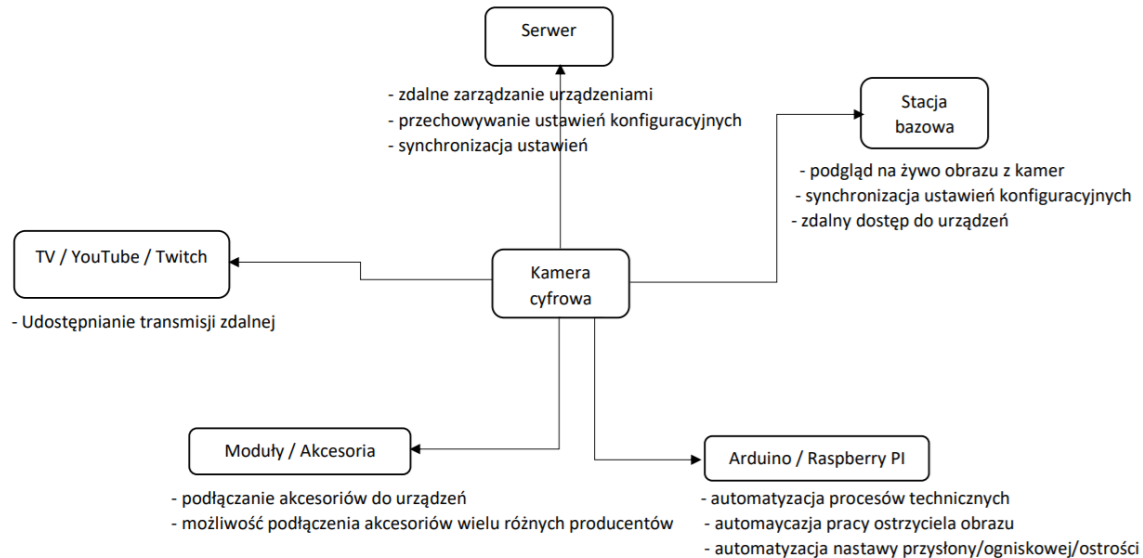 Serwer
- zdalne zarządzanie urządzeniami
- przechowywanie ustawień konfiguracyjnych
- synchronizacja ustawień
Stacja
bazowa
- podgląd na żywo obrazu z kamer
- synchronizacja ustawień konfiguracyjnych
- zdalny dostęp do urządzeń
TV / YouTube / Twitch
- Udostępnianie transmisji zdalnej
Kamera
cyfrowa
Moduły / Akcesoria
- podłączanie akcesoriów do urządzeń
- możliwość podłączenia akcesoriów wielu różnych producentów
Arduino / Raspberry PI
- automatyzacja procesów technicznych
- automaycazja pracy ostrzyciela obrazu
- automatyzacja nastawy przysłony/ogniskowej/ostrości